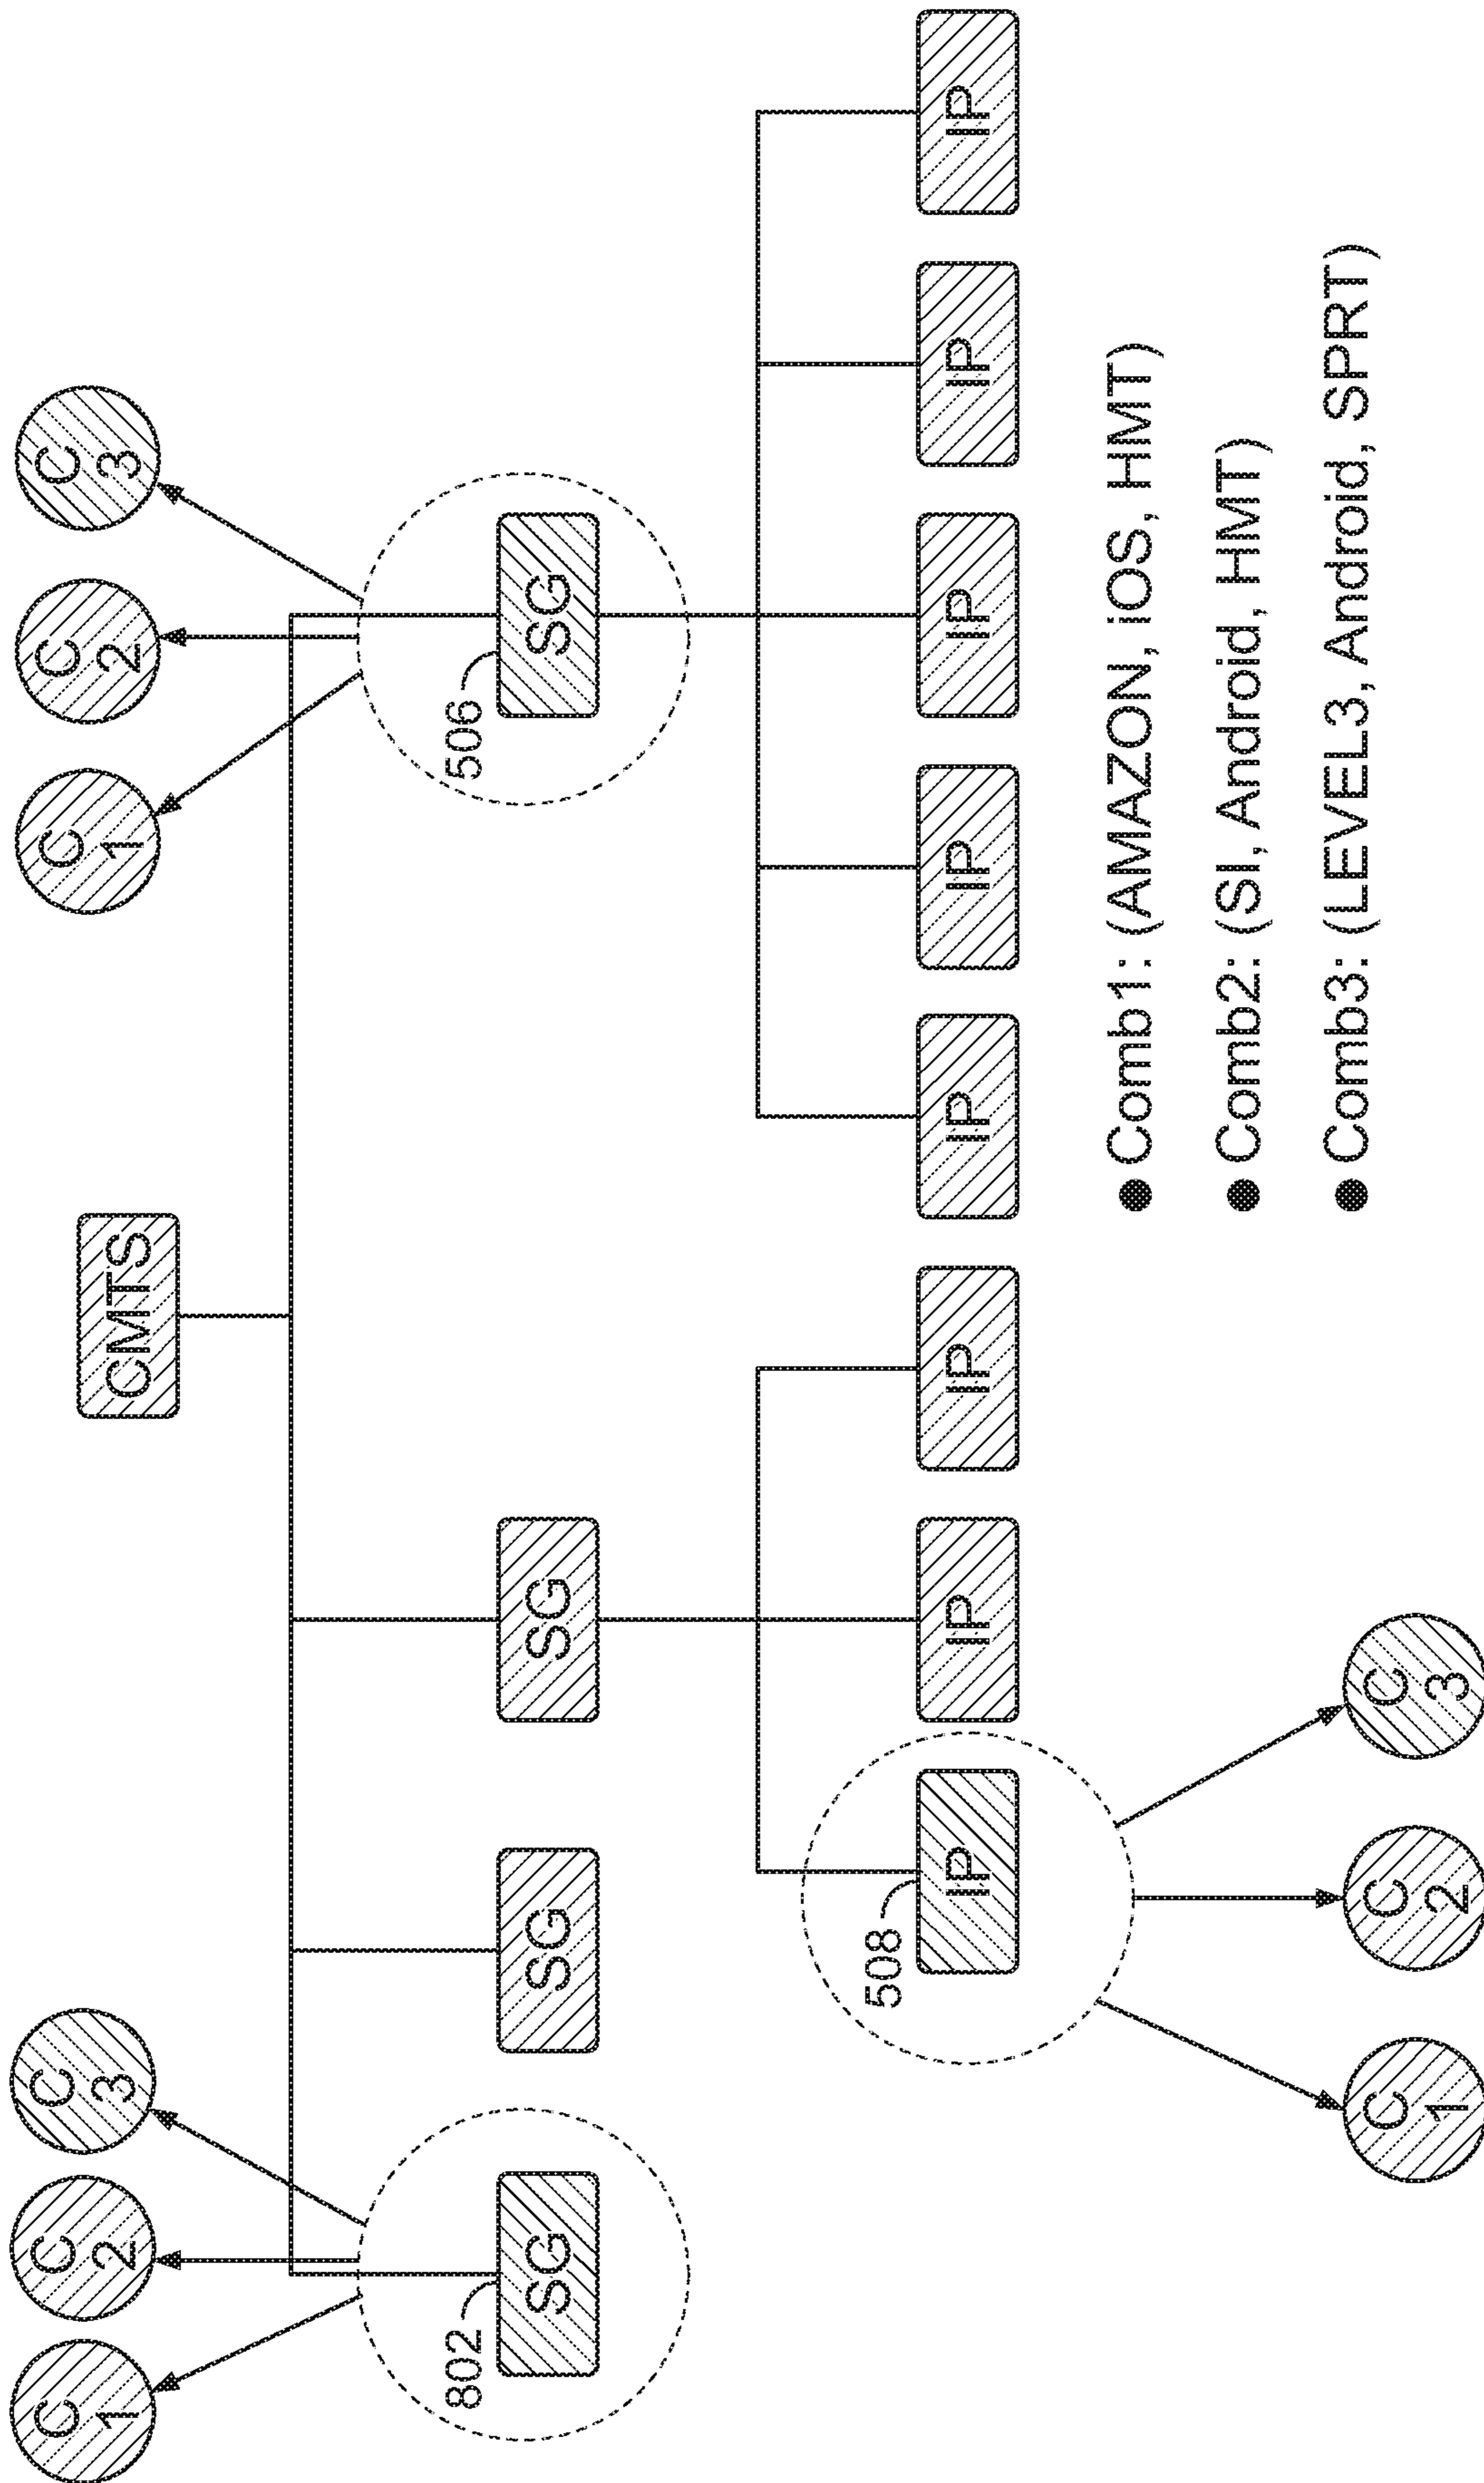 C
1
C
2
C
3
CMTS
C
1
C
2
C
3
802
SG
SG
SG
506
SG
508
IP
IP
IP
IP
IP
IP
IP
IP
C
1
C
2
C
3
● Comb1: (AMAZON, iOS, HMT)
● Comb2: (SI, Android, HMT)
● Comb3: (LEVEL3, Android, SPRT)